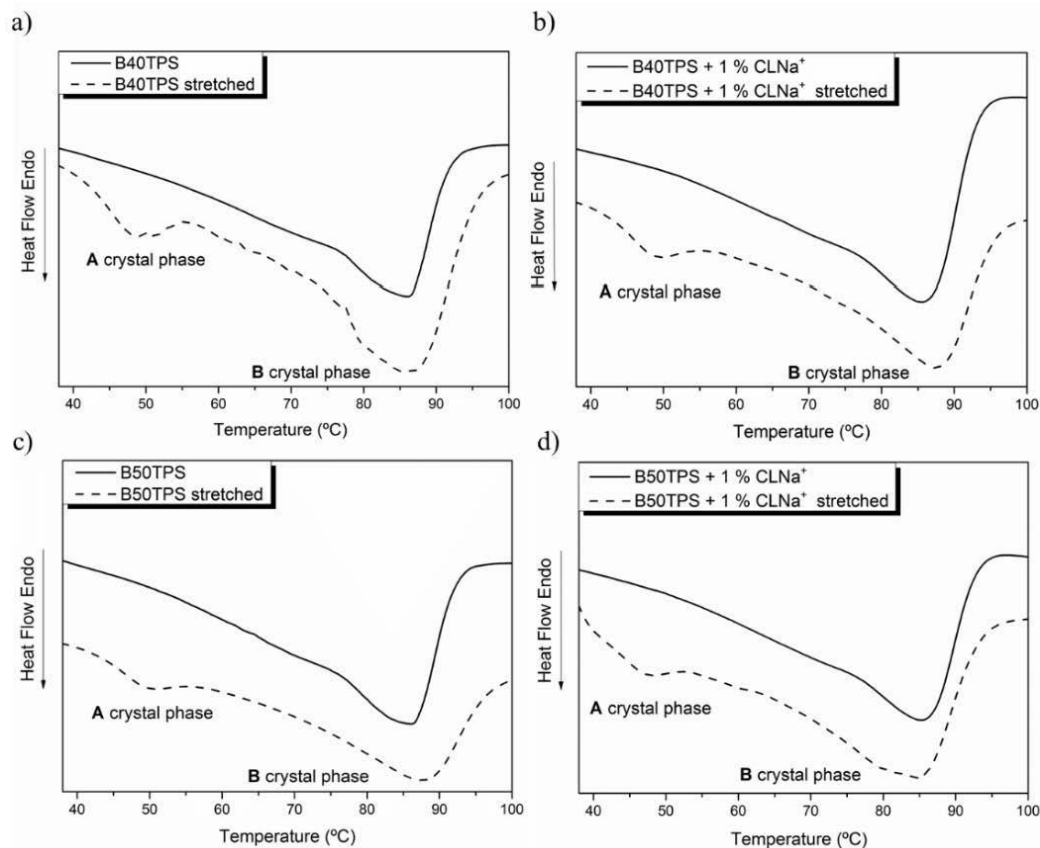 a)
B40TPS
B40TPS stretched
Heat Flow Endo
A crystal phase
B crystal phase
40 50 60 70 80 90 100
Temperature (ºC)
b)
B40TPS + 1 % CLNa⁺
B40TPS + 1 % CLNa⁺ stretched
Heat Flow Endo
A crystal phase
B crystal phase
40 50 60 70 80 90 100
Temperature (ºC)
c)
B50TPS
B50TPS stretched
Heat Flow Endo
A crystal phase
B crystal phase
40 50 60 70 80 90 100
Temperature (ºC)
d)
B50TPS + 1 % CLNa⁺
B50TPS + 1 % CLNa⁺ stretched
Heat Flow Endo
A crystal phase
B crystal phase
40 50 60 70 80 90 100
Temperature (ºC)